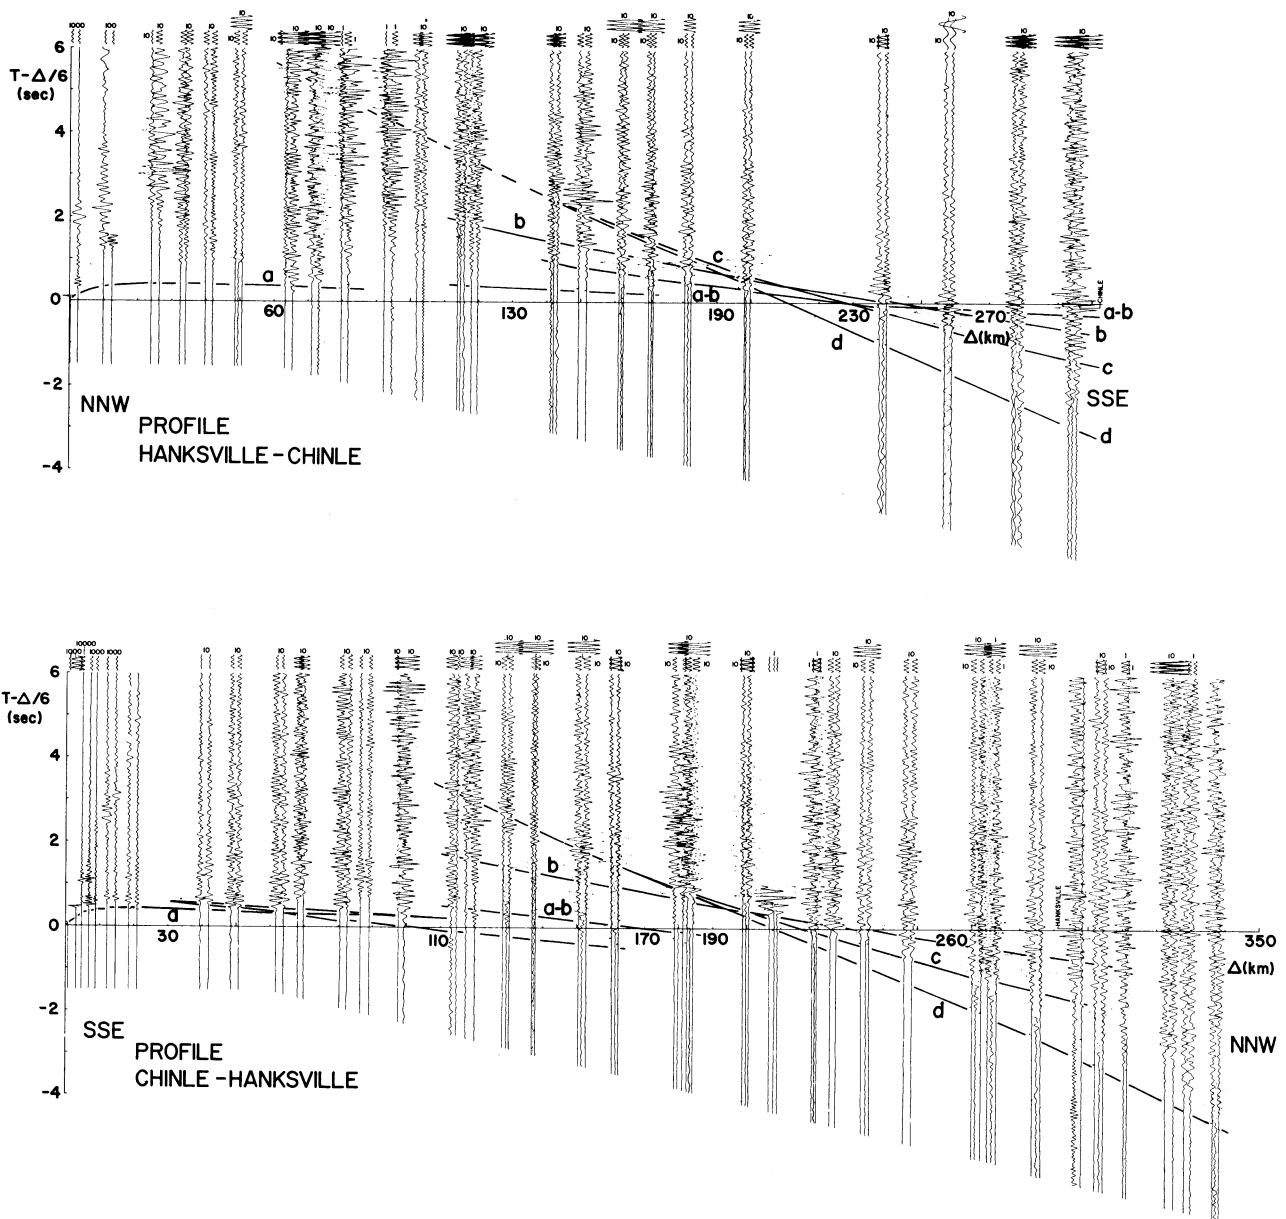 6
T-Δ/6
(sec)
4
2
0
-2
-4
a
b
c
a-b
d
60
130
190
230
270
Δ(km)
CHINLE
a-b
b
c
d
NNW
SSE
PROFILE
HANKSVILLE-CHINLE
6
T-Δ/6
(sec)
4
2
0
-2
-4
a
b
a-b
c
d
30
110
170
190
260
350
HANKSVILLE
Δ(km)
SSE
NNW
PROFILE
CHINLE-HANKSVILLE